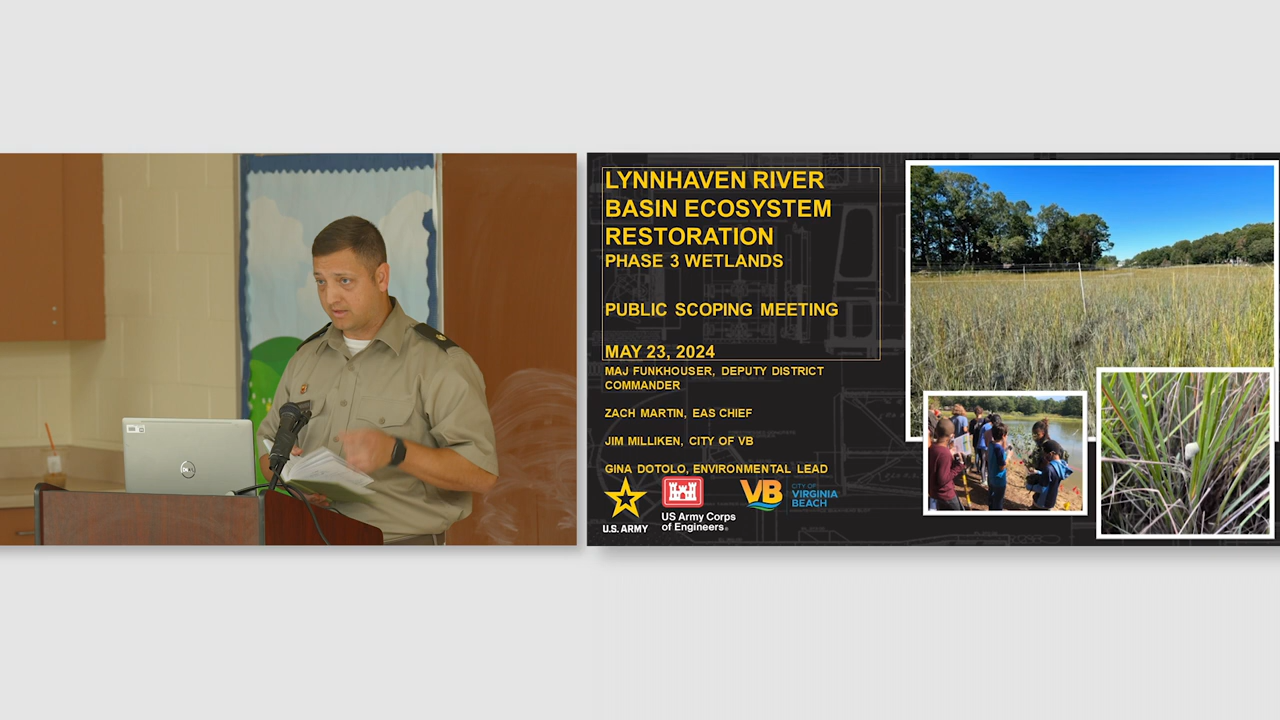 LYNNHAVEN RIVER
BASIN ECOSYSTEM
RESTORATION
PHASE 3 WETLANDS
PUBLIC SCOPING MEETING
MAY 23, 2024
MAJ FUNKHOUSER, DEPUTY DISTRICT
COMMANDER
ZACH MARTIN, EAS CHIEF
JIM MILLIKEN, CITY OF VB
GINA DOTOLO, ENVIRONMENTAL LEAD
U.S. ARMY
US Army Corps
of Engineers®
VB
CITY OF
VIRGINIA
BEACH
DELL